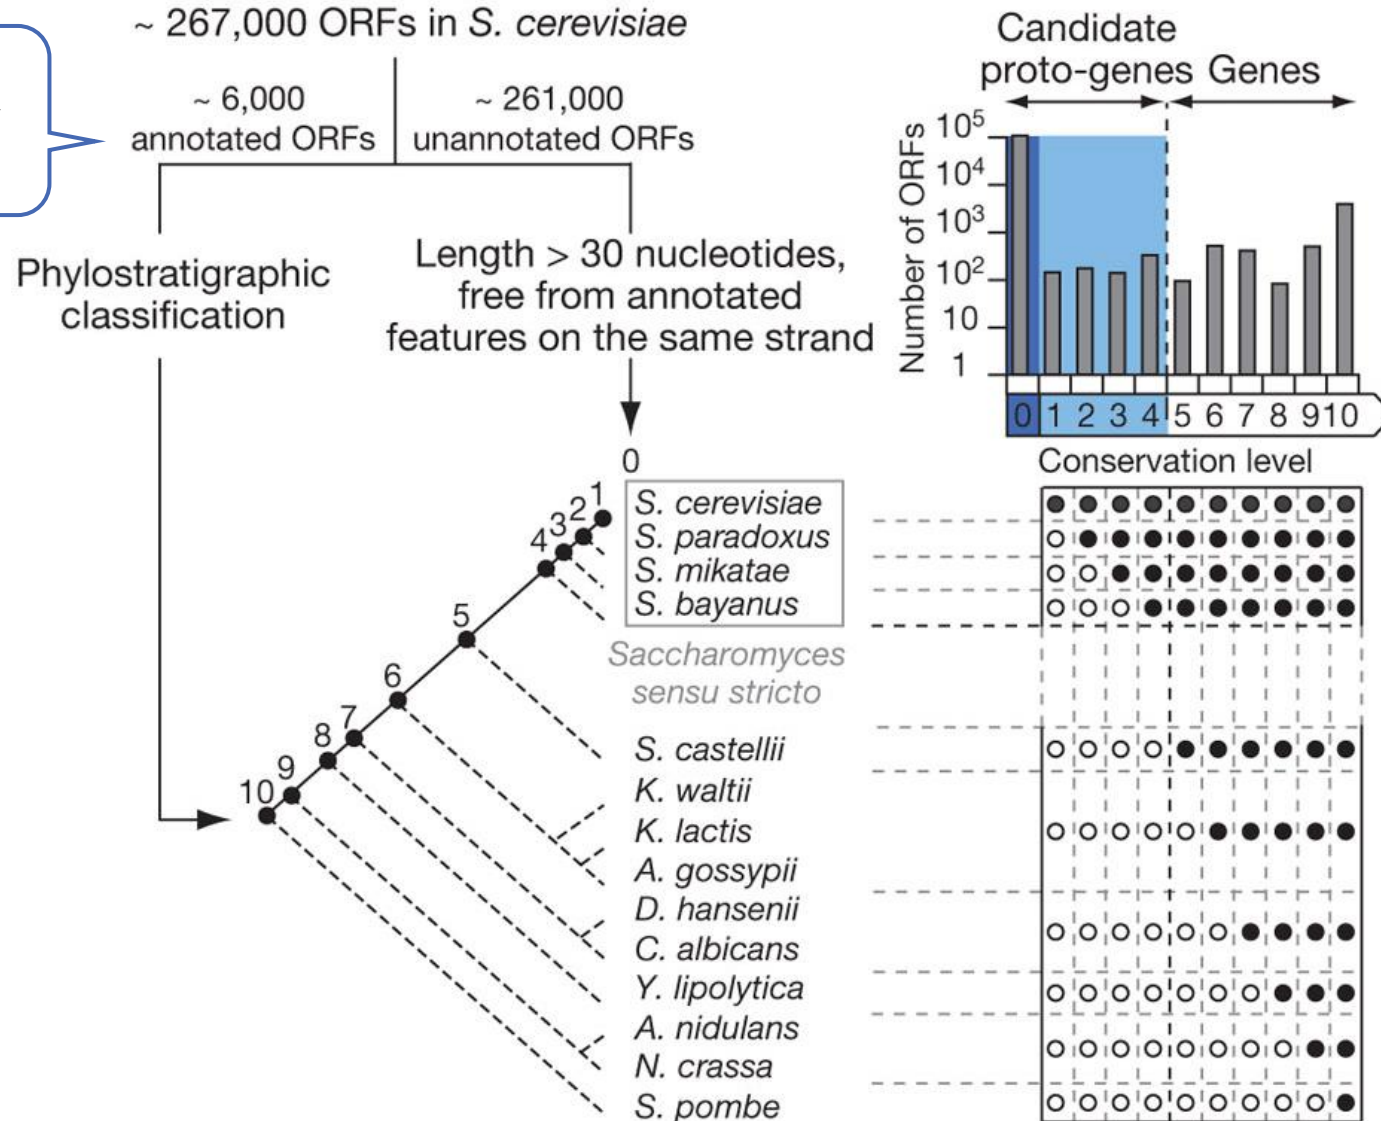 ~ 267,000 ORFs in S. cerevisiae
~ 6,000
annotated ORFs
~ 261,000
unannotated ORFs
Phylostratigraphic
classification
Length > 30 nucleotides,
free from annotated
features on the same strand
0
1
2
3
4
5
6
7
8
9
10
S. cerevisiae
S. paradoxus
S. mikatae
S. bayanus
Saccharomyces
sensu stricto
S. castellii
K. waltii
K. lactis
A. gossypii
D. hansenii
C. albicans
Y. lipolytica
A. nidulans
N. crassa
S. pombe
Candidate
proto-genes Genes
Number of ORFs
10⁵
10⁴
10³
10²
10
1
0 1 2 3 4 5 6 7 8 9 10
Conservation level